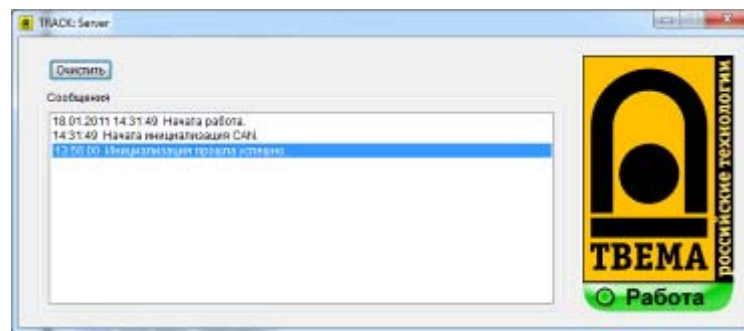 TRACK: Server
Очистить
Сообщения
18.01.2011 14:31:49 Начата работа.
14:31:49 Начата инициализация CAN.
13:56:00 Инициализация прошла успешно.
ТВЕМА
российские технологии
Работа